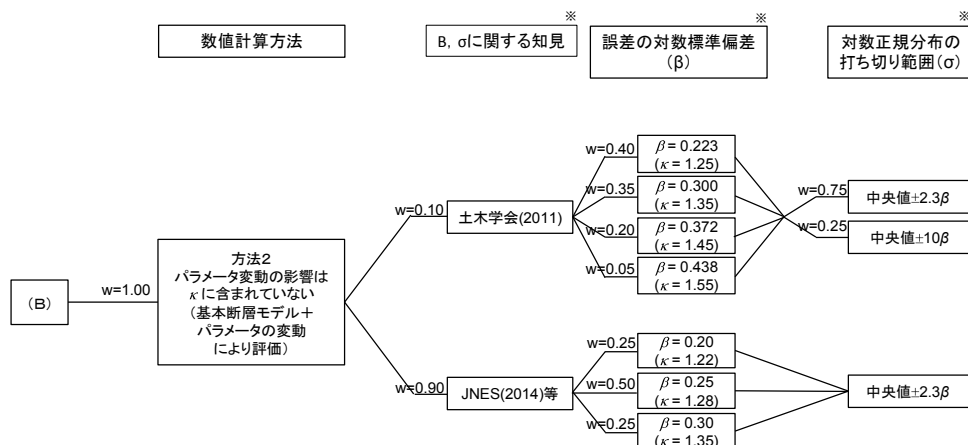 ※
※
※
数値計算方法
B, σに関する知見
誤差の対数標準偏差
(β)
対数正規分布の
打ち切り範囲(σ)
(B)
w=1.00
方法2
パラメータ変動の影響は
κに含まれていない
(基本断層モデル+
パラメータの変動
により評価)
w=0.10
土木学会(2011)
w=0.40
β = 0.223
(κ = 1.25)
w=0.35
β = 0.300
(κ = 1.35)
w=0.20
β = 0.372
(κ = 1.45)
w=0.05
β = 0.438
(κ = 1.55)
w=0.75
中央値±2.3β
w=0.25
中央値±10β
w=0.90
JNES(2014)等
w=0.25
β = 0.20
(κ = 1.22)
w=0.50
β = 0.25
(κ = 1.28)
w=0.25
β = 0.30
(κ = 1.35)
中央値±2.3β